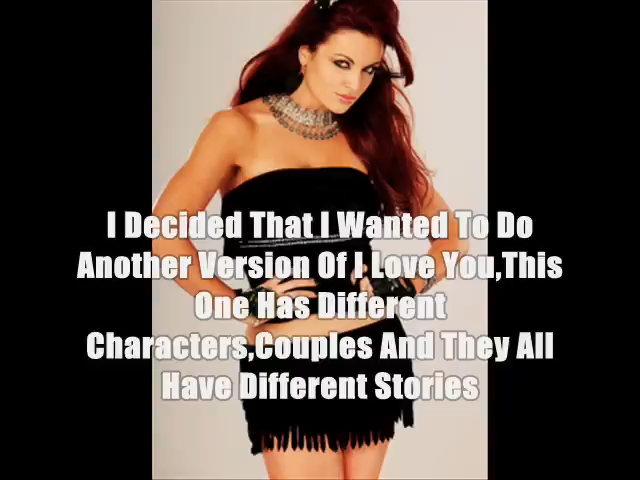 I Decided That I Wanted To Do
Another Version Of I Love You,This
One Has Different
Characters,Couples And They All
Have Different Stories